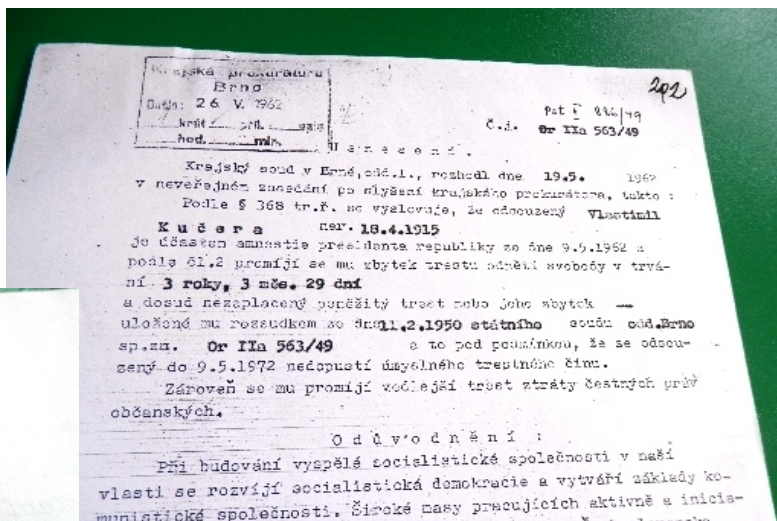 Krajská prokuratura
Brno
Došlo: 26. V. 1962
krát příl. spis
hod. min.
202
Pst I 226/49
Č.j. Or IIa 563/49
U s n e s e n í .
Krajský soud v Brně, odd.1., rozhodl dne 19.5. 1962
v neveřejném zasedání po slyšení krajského prokurátora, takto :
Podle § 368 tr.ř. se vyslovuje, že odsouzený Vlastimil
K u č e r a nar. 18.4.1915
je účasten amnestie presidenta republiky ze dne 9.5.1962 a
podle čl.2 promíjí se mu zbytek trestu odnětí svobody v trvá-
ní 3 roky, 3 měs. 29 dní
a dosud nezaplacený peněžitý trest nebo jeho zbytek —
uložené mu rozsudkem ze dne 11.2.1950 státního soudu odd.Brno
sp.zn. Or IIa 563/49 a to pod podmínkou, že se odsou-
zený do 9.5.1972 nedopustí úmyslného trestného činu.
Zároveň se mu promíjí vedlejší trest ztráty čestných práv
občanských.
O d ů v o d n ě n í :
Při budování vyspělé socialistické společnosti v naší
vlasti se rozvíjí socialistická demokracie a vytváří základy ko-
munistické společnosti. Široké masy pracujících aktivně a inicia-